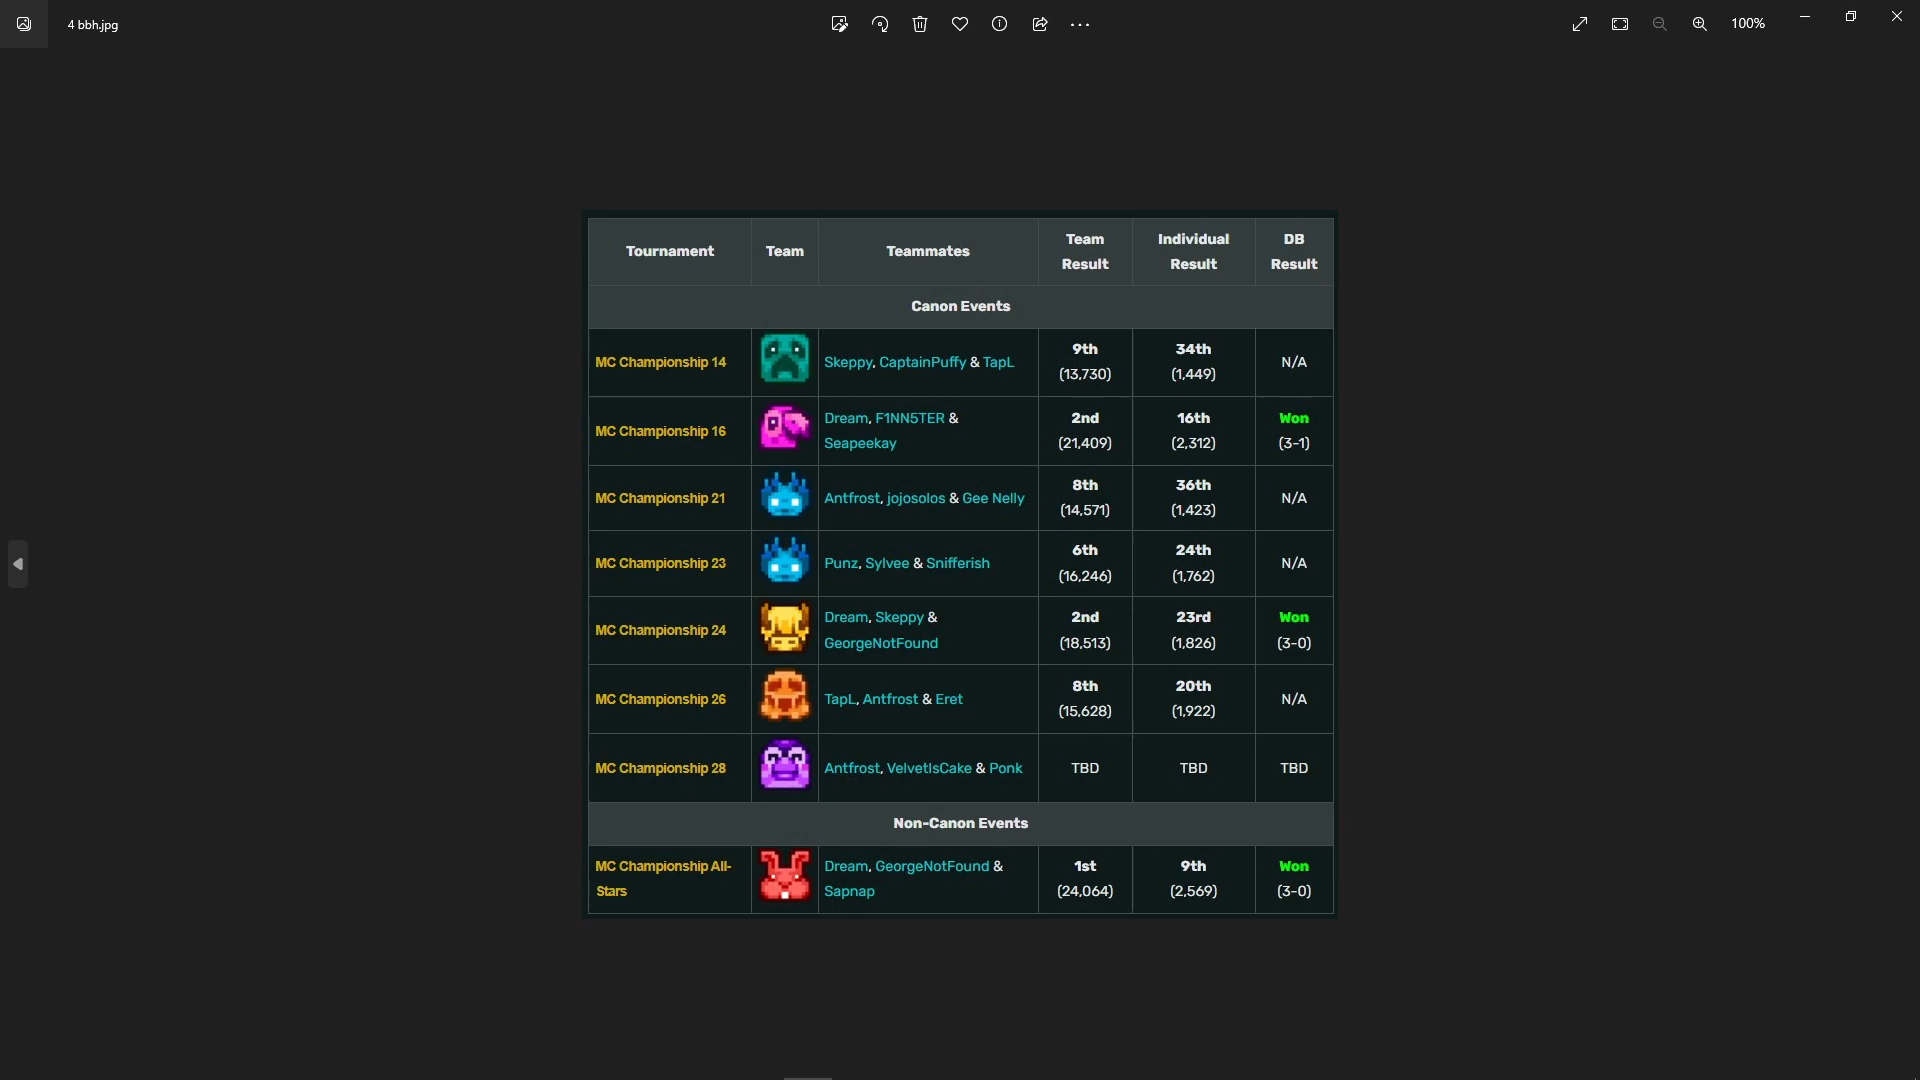 4 bbh.jpg
100%
Tournament
Team
Teammates
Team
Result
Individual
Result
DB
Result
Canon Events
MC Championship 14
Skeppy, CaptainPuffy & TapL
9th
(13,730)
34th
(1,449)
N/A
MC Championship 16
Dream, F1NN5TER &
Seapeekay
2nd
(21,409)
16th
(2,312)
Won
(3-1)
MC Championship 21
Antfrost, jojosolos & Gee Nelly
8th
(14,571)
36th
(1,423)
N/A
MC Championship 23
Punz, Sylvee & Snifferish
6th
(16,246)
24th
(1,762)
N/A
MC Championship 24
Dream, Skeppy &
GeorgeNotFound
2nd
(18,513)
23rd
(1,826)
Won
(3-0)
MC Championship 26
TapL, Antfrost & Eret
8th
(15,628)
20th
(1,922)
N/A
MC Championship 28
Antfrost, VelvetIsCake & Ponk
TBD
TBD
TBD
Non-Canon Events
MC Championship All-
Stars
Dream, GeorgeNotFound &
Sapnap
1st
(24,064)
9th
(2,569)
Won
(3-0)